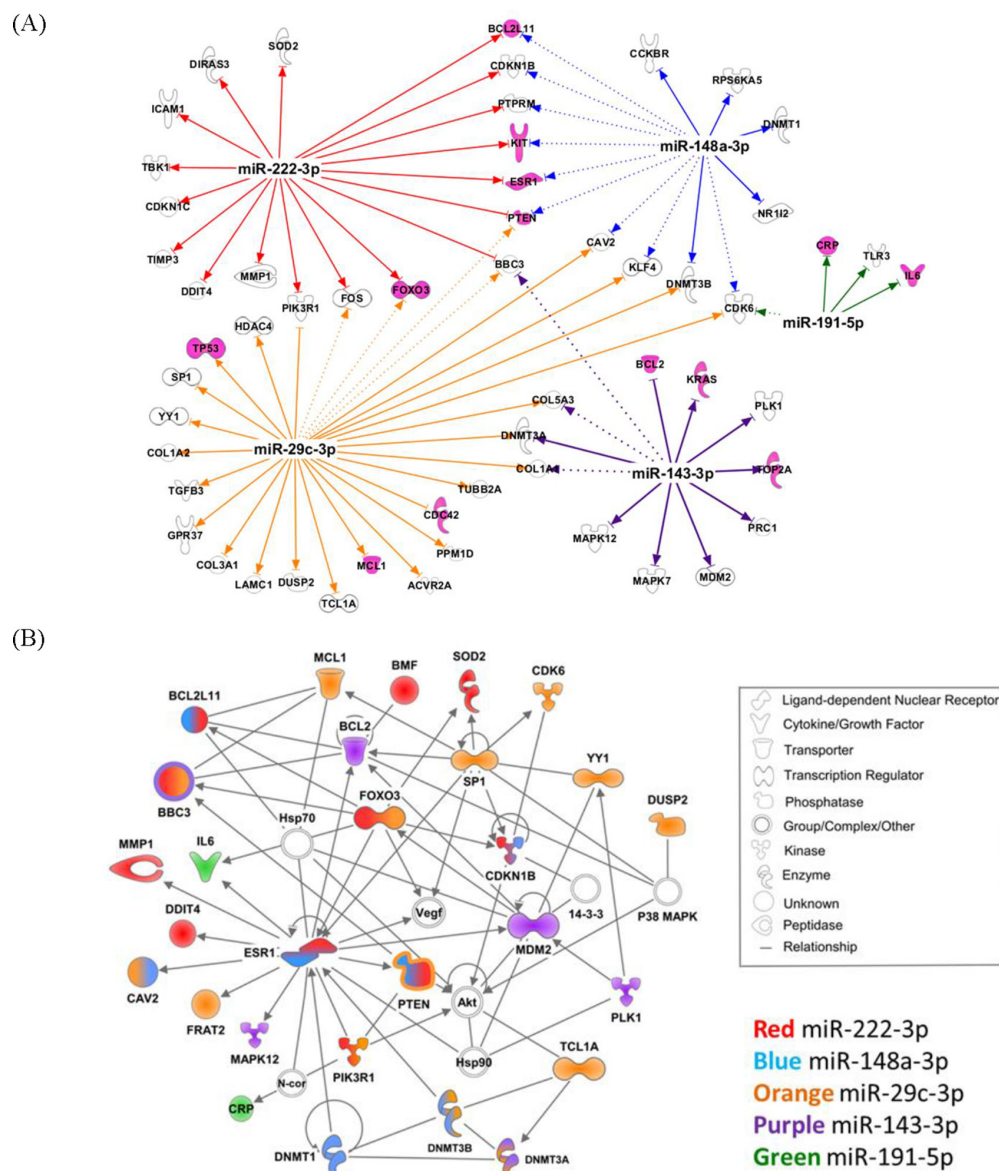 (A)
BCL2L11
SOD2
CCKBR
DIRAS3
CDKN1B
RPS6KA5
ICAM1
PTPRM
DNMT1
KIT
miR-148a-3p
TBK1
miR-222-3p
ESR1
CDKN1C
NR1I2
PTEN
TIMP3
CAV2
CRP
TLR3
BBC3
KLF4
IL6
MMP1
DDIT4
FOXO3
DNMT3B
PIK3R1
FOS
CDK6
miR-191-5p
HDAC4
TP53
BCL2
SP1
KRAS
COL5A3
PLK1
YY1
DNMT3A
COL1A2
miR-29c-3p
COL1A1
miR-143-3p
TOP2A
TGFB3
TUBB2A
CDC42
PRC1
GPR37
MAPK12
PPM1D
COL3A1
MCL1
LAMC1
DUSP2
ACVR2A
MAPK7
MDM2
TCL1A
(B)
MCL1
BMF
SOD2
CDK6
BCL2L11
BCL2
SP1
YY1
BBC3
FOXO3
DUSP2
Hsp70
MMP1
IL6
CDKN1B
DDIT4
Vegf
14-3-3
P38 MAPK
ESR1
MDM2
CAV2
PTEN
Akt
FRAT2
PLK1
MAPK12
Hsp90
TCL1A
N-cor
PIK3R1
CRP
DNMT3B
DNMT1
DNMT3A
Ligand-dependent Nuclear Receptor
Cytokine/Growth Factor
Transporter
Transcription Regulator
Phosphatase
Group/Complex/Other
Kinase
Enzyme
Unknown
Peptidase
Relationship
Red miR-222-3p
Blue miR-148a-3p
Orange miR-29c-3p
Purple miR-143-3p
Green miR-191-5p